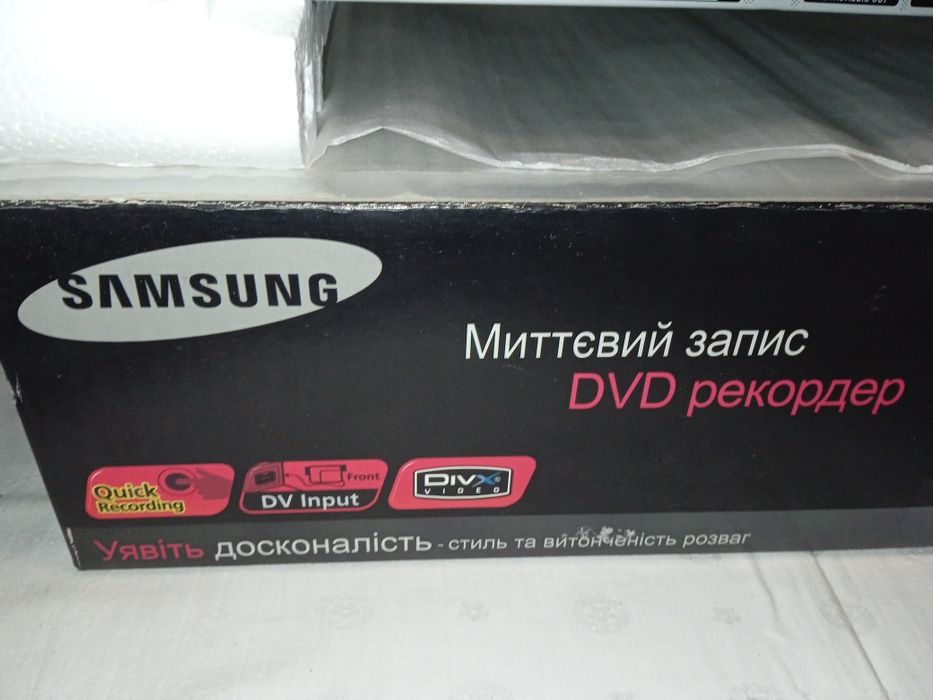 SAMSUNG
Миттєвий запис
DVD рекордер
Quick
Recording
Front
DV Input
DivX®
VIDEO
Уявіть досконалість - стиль та витонченість розваг